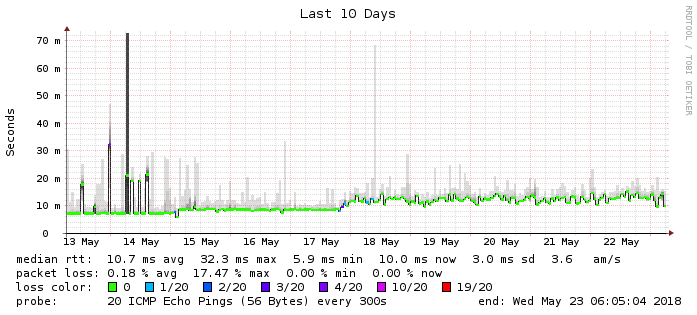 Last 10 Days
RRDTOOL / TOBI OETIKER
Seconds
70 m
60 m
50 m
40 m
30 m
20 m
10 m
0
13 May 14 May 15 May 16 May 17 May 18 May 19 May 20 May 21 May 22 May
median rtt: 10.7 ms avg 32.3 ms max 5.9 ms min 10.0 ms now 3.0 ms sd 3.6 am/s
packet loss: 0.18 % avg 17.47 % max 0.00 % min 0.00 % now
loss color: 0 1/20 2/20 3/20 4/20 10/20 19/20
probe: 20 ICMP Echo Pings (56 Bytes) every 300s end: Wed May 23 06:05:04 2018